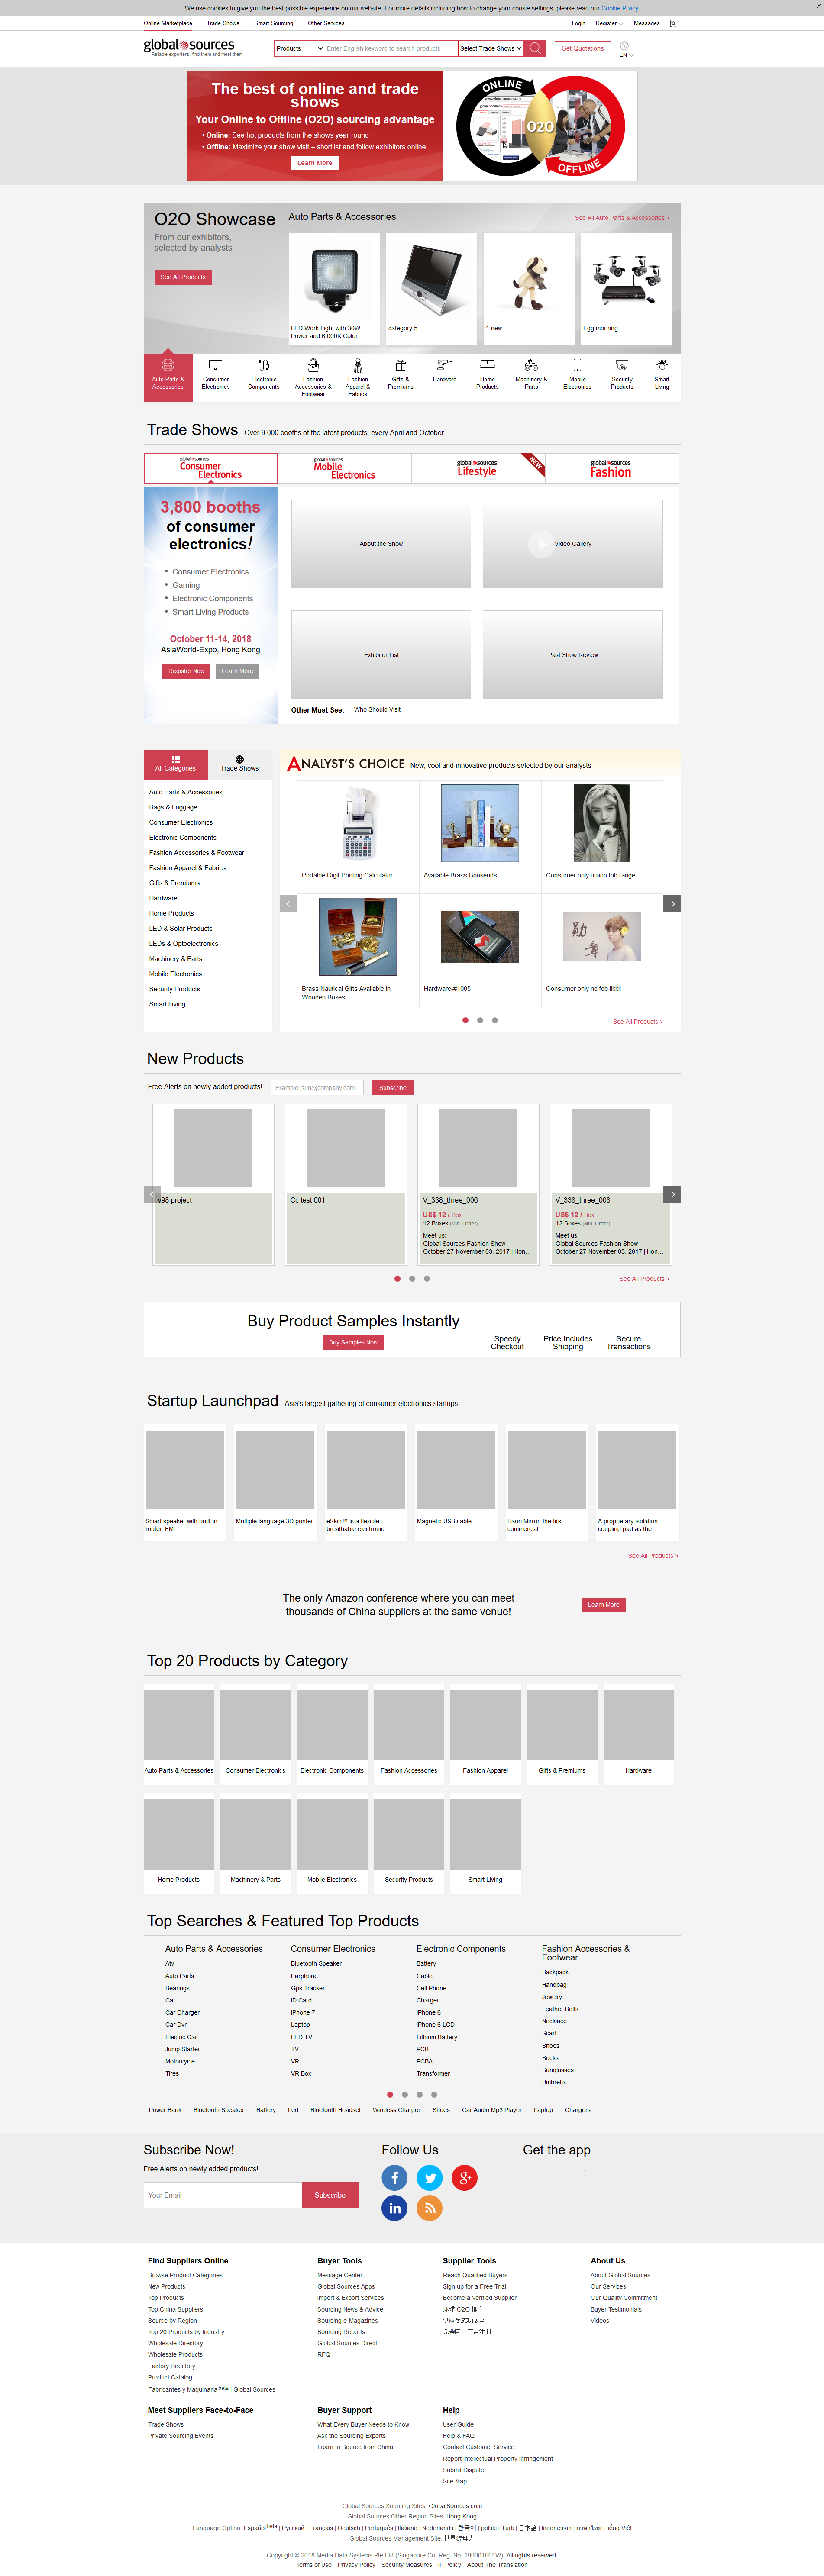 We use cookies to give you the best possible experience on our website. For more details including how to change your cookie settings, please read our Cookie Policy.
Online Marketplace Trade Shows Smart Sourcing Other Services Login Register Messages
global sources
Reliable exporters: find them and meet them
Products Enter English keyword to search products Select Trade Shows Get Quotations EN
The best of online and trade shows
Your Online to Offline (O2O) sourcing advantage
• Online: See hot products from the shows year-round
• Offline: Maximize your show visit – shortlist and follow exhibitors online
Learn More
ONLINE
O2O
OFFLINE
O2O Showcase
From our exhibitors,
selected by analysts
See All Products
Auto Parts & Accessories See All Auto Parts & Accessories >
LED Work Light with 30W Power and 6,000K Color
category 5
1 new
Egg morning
Auto Parts & Accessories
Consumer Electronics
Electronic Components
Fashion Accessories & Footwear
Fashion Apparel & Fabrics
Gifts & Premiums
Hardware
Home Products
Machinery & Parts
Mobile Electronics
Security Products
Smart Living
Trade Shows Over 9,000 booths of the latest products, every April and October
global sources Consumer Electronics
global sources Mobile Electronics
global sources Lifestyle
NEW
global sources Fashion
3,800 booths
of consumer
electronics!
• Consumer Electronics
• Gaming
• Electronic Components
• Smart Living Products
October 11-14, 2018
AsiaWorld-Expo, Hong Kong
Register Now Learn More
About the Show Video Gallery
Exhibitor List Past Show Review
Other Must See: Who Should Visit
All Categories Trade Shows
Auto Parts & Accessories
Bags & Luggage
Consumer Electronics
Electronic Components
Fashion Accessories & Footwear
Fashion Apparel & Fabrics
Gifts & Premiums
Hardware
Home Products
LED & Solar Products
LEDs & Optoelectronics
Machinery & Parts
Mobile Electronics
Security Products
Smart Living
ANALYST'S CHOICE New, cool and innovative products selected by our analysts
Portable Digit Printing Calculator
Available Brass Bookends
Consumer only uuiioo fob range
Brass Nautical Gifts Available in Wooden Boxes
Hardware-#1005
Consumer only no fob iikkll
See All Products >
New Products
Free Alerts on newly added products! Example:jsun@company.com Subscribe
v98 project
Cc test 001
V_338_three_006
US$ 12 / Box
12 Boxes (Min. Order)
Meet us:
Global Sources Fashion Show
October 27-November 03, 2017 | Hon...
V_338_three_008
US$ 12 / Box
12 Boxes (Min. Order)
Meet us:
Global Sources Fashion Show
October 27-November 03, 2017 | Hon...
See All Products >
Buy Product Samples Instantly
Buy Samples Now
Speedy Checkout
Price Includes Shipping
Secure Transactions
Startup Launchpad Asia's largest gathering of consumer electronics startups
Smart speaker with built-in router, FM ...
Multiple language 3D printer
eSkin™ is a flexible breathable electronic ...
Magnetic USB cable
Haori Mirror, the first commercial ...
A proprietary isolation-coupling pad as the ...
See All Products >
The only Amazon conference where you can meet
thousands of China suppliers at the same venue!
Learn More
Top 20 Products by Category
Auto Parts & Accessories Consumer Electronics Electronic Components Fashion Accessories Fashion Apparel Gifts & Premiums Hardware
Home Products Machinery & Parts Mobile Electronics Security Products Smart Living
Top Searches & Featured Top Products
Auto Parts & Accessories
Atv
Auto Parts
Bearings
Car
Car Charger
Car Dvr
Electric Car
Jump Starter
Motorcycle
Tires
Consumer Electronics
Bluetooth Speaker
Earphone
Gps Tracker
ID Card
iPhone 7
Laptop
LED TV
TV
VR
VR Box
Electronic Components
Battery
Cable
Cell Phone
Charger
iPhone 6
iPhone 6 LCD
Lithium Battery
PCB
PCBA
Transformer
Fashion Accessories & Footwear
Backpack
Handbag
Jewelry
Leather Belts
Necklace
Scarf
Shoes
Socks
Sunglasses
Umbrella
Power Bank Bluetooth Speaker Battery Led Bluetooth Headset Wireless Charger Shoes Car Audio Mp3 Player Laptop Chargers
Subscribe Now!
Free Alerts on newly added products!
Your Email Subscribe
Follow Us
Get the app
Find Suppliers Online
Browse Product Categories
New Products
Top Products
Top China Suppliers
Source by Region
Top 20 Products by Industry
Wholesale Directory
Wholesale Products
Factory Directory
Product Catalog
Fabricantes y Maquinaria beta | Global Sources
Buyer Tools
Message Center
Global Sources Apps
Import & Export Services
Sourcing News & Advice
Sourcing e-Magazines
Sourcing Reports
Global Sources Direct
RFQ
Supplier Tools
Reach Qualified Buyers
Sign up for a Free Trial
Become a Verified Supplier
环球 O2O 推广
供应商成功故事
免费网上广告注册
About Us
About Global Sources
Our Services
Our Quality Commitment
Buyer Testimonials
Videos
Meet Suppliers Face-to-Face
Trade Shows
Private Sourcing Events
Buyer Support
What Every Buyer Needs to Know
Ask the Sourcing Experts
Learn to Source from China
Help
User Guide
Help & FAQ
Contact Customer Service
Report Intellectual Property Infringement
Submit Dispute
Site Map
Global Sources Sourcing Sites: GlobalSources.com
Global Sources Other Region Sites: Hong Kong
Language Option: Español beta | Русский | Français | Deutsch | Português | Italiano | Nederlands | 한국어 | polski | Türk | 日本語 | Indonesian | ภาษาไทย | tiếng Việt
Global Sources Management Site: 世界经理人
Copyright © 2018 Media Data Systems Pte Ltd (Singapore Co. Reg. No. 199001601W). All rights reserved
Terms of Use Privacy Policy Security Measures IP Policy About The Translation